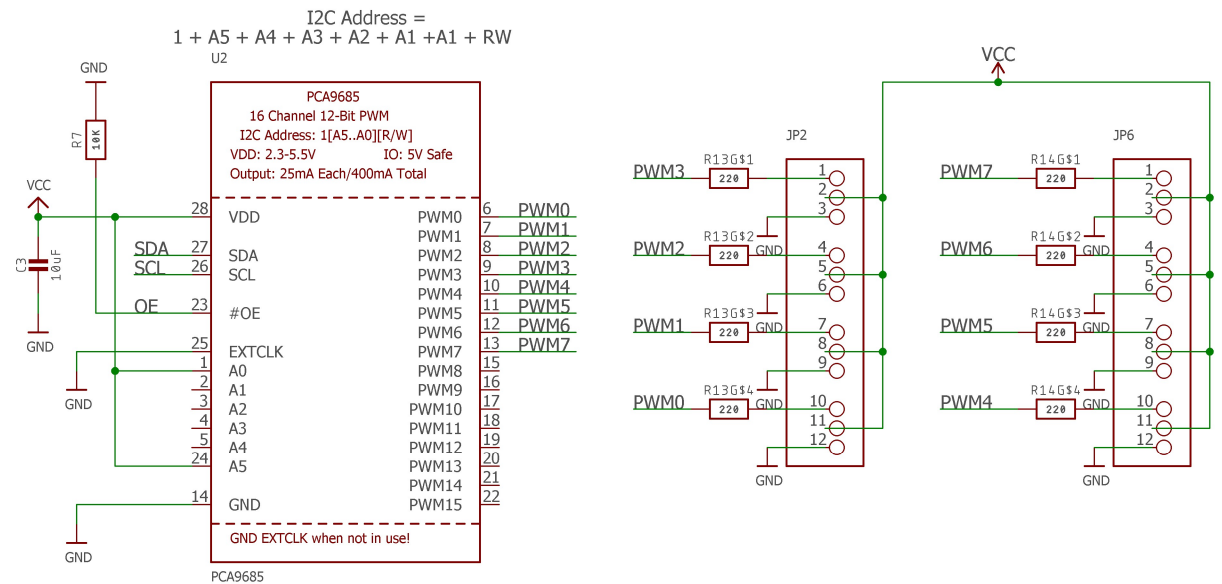 I2C Address =
1 + A5 + A4 + A3 + A2 + A1 +A1 + RW
U2
GND
R7
10K
VCC
C3
10uF
GND
SDA
SCL
OE
GND
GND
PCA9685
16 Channel 12-Bit PWM
I2C Address: 1[A5..A0][R/W]
VDD: 2.3-5.5V IO: 5V Safe
Output: 25mA Each/400mA Total
28 VDD PWM0 6 PWM0
PWM1 7 PWM1
27 SDA PWM2 8 PWM2
26 SCL PWM3 9 PWM3
PWM4 10 PWM4
23 #OE PWM5 11 PWM5
PWM6 12 PWM6
25 EXTCLK PWM7 13 PWM7
1 A0 PWM8 15
2 A1 PWM9 16
3 A2 PWM10 17
4 A3 PWM11 18
5 A4 PWM12 19
24 A5 PWM13 20
PWM14 21
14 GND PWM15 22
GND EXTCLK when not in use!
PCA9685
VCC
JP2
PWM3 R13G$1 220 1
2
3
GND
PWM2 R13G$2 220 4
5
6
GND
PWM1 R13G$3 220 7
8
9
GND
PWM0 R13G$4 220 10
11
12
GND
JP6
PWM7 R14G$1 220 1
2
3
GND
PWM6 R14G$2 220 4
5
6
GND
PWM5 R14G$3 220 7
8
9
GND
PWM4 R14G$4 220 10
11
12
GND